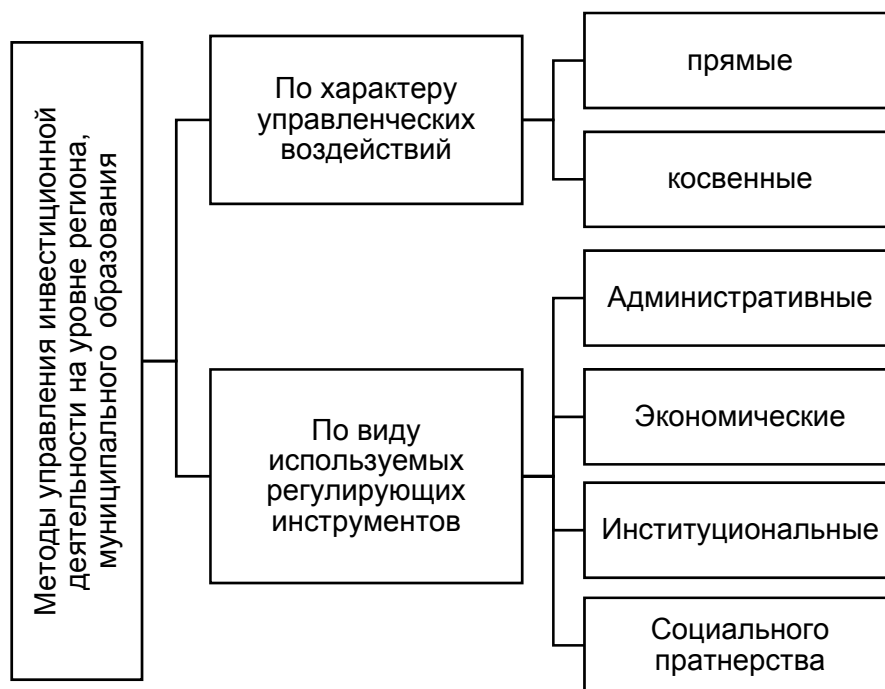 Методы управления инвестиционной
деятельности на уровне региона,
муниципального образования
По характеру
управленческих
воздействий
прямые
косвенные
По виду
используемых
регулирующих
инструментов
Административные
Экономические
Институциональные
Социального
пратнерства